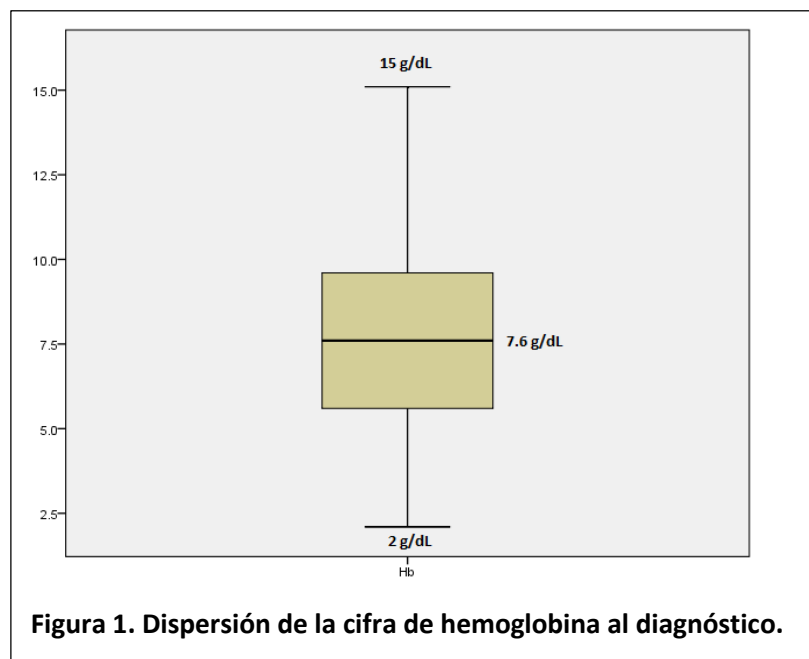 15 g/dL
15.0
12.5
10.0
7.5
7.6 g/dL
5.0
2.5
2 g/dL
Hb
Figura 1. Dispersión de la cifra de hemoglobina al diagnóstico.